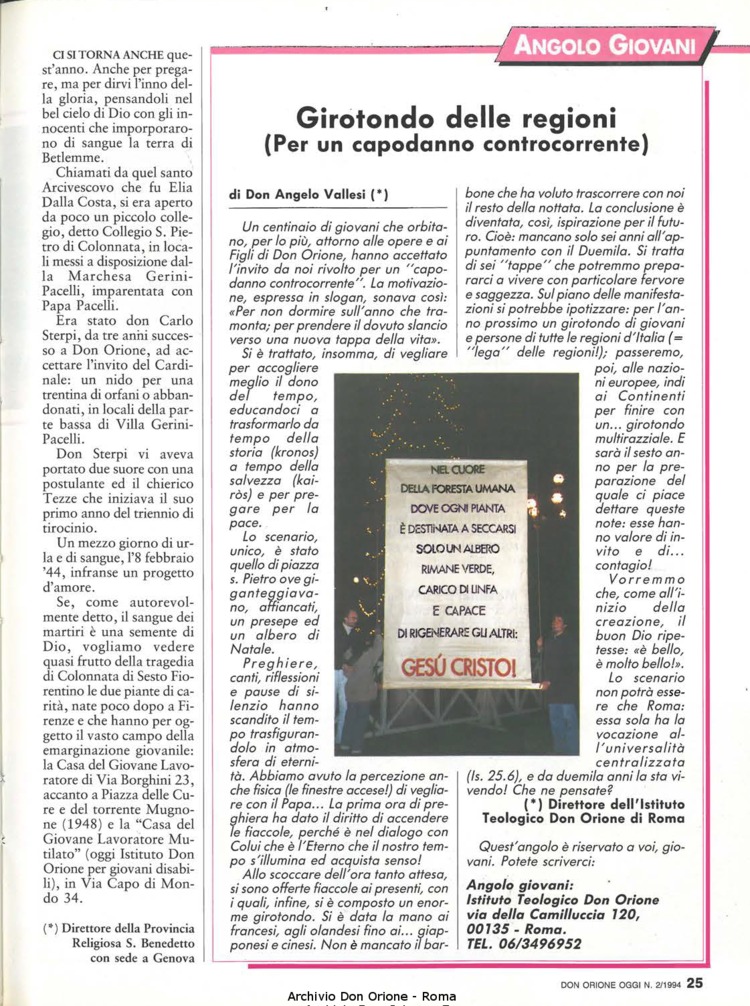 CI SI TORNA ANCHE que-
st'anno. Anche per prega-
re, ma per dirvi l'inno del-
la gloria, pensandoli nel
bel cielo di Dio con gli in-
nocenti che imporporaro-
no di sangue la terra di
Betlemme.
Chiamati da quel santo
Arcivescovo che fu Elia
Dalla Costa, si era aperto
da poco un piccolo colle-
gio, detto Collegio S. Pie-
tro di Colonnata, in loca-
li messi a disposizione dal-
la Marchesa Gerini-
Pacelli, imparentata con
Papa Pacelli.
Era stato don Carlo
Sterpi, da tre anini succes-
so a Don Orione, ad ac-
cettare l'invito del Cardi-
nale: un nido per una
trentina di orfani o abban-
donati, in locali della par-
te bassa di Villa Gerini-
Pacelli.
Don Sterpi vi aveva
portato due suore con una
postulante ed il chierico
Tezze che iniziava il suo
primo anno del triennio di
tirocinio.
Un mezzo giorno di ur-
la e di sangue, l'8 febbraio
'44, infranse un progetto
d'amore.
Se, come autorevol-
mente detto, il sangue dei
martiri è una semente di
Dio, vogliamo vedere
quasi frutto della tragedia
di Colonnata di Sesto Fio-
rentino le due piante di ca-
rità, nate poco dopo a Fi-
renze e che hanno per og-
getto il vasto campo della
emarginazione giovanile:
la Casa del Giovane Lavo-
ratore di Via Borghini 23,
accanto a Piazza delle Cu-
re e del torrente Mugno-
ne (1948) e la "Casa del
Giovane Lavoratore Mu-
tilato" (oggi Istituto Don
Orione per giovani disabi-
li), in Via Capo di Mon-
do 34.
(*) Direttore della Provincia
Religiosa S. Benedetto
con sede a Genova
ANGOLO GIOVANI
Girotondo delle regioni
(Per un capodanno controcorrente)
di Don Angelo Vallesi (*)
Un centinaio di giovani che orbita-
no, per lo più, attorno alle opere e ai
Figli di Don Orione, hanno accettato
l'invito da noi rivolto per un "capo-
danno controcorrente". La motivazio-
ne, espressa in slogan, sonava così:
«Per non dormire sull'anno che tra-
monta; per prendere il dovuto slancio
verso una nuova tappa della vita».
Si è trattato, insomma, di vegliare
per accogliere
meglio il dono
del tempo,
educandoci a
trasformarlo da
tempo della
storia (kronos)
a tempo della
salvezza (kai-
ròs) e per pre-
gare per la
pace.
Lo scenario,
unico, è stato
quello di piazza
s. Pietro ove gi-
ganteggiava-
no, affiancati,
un presepe ed
un albero di
Natale.
Preghiere,
canti, riflessioni
e pause di si-
lenzio hanno
scandito il tem-
po trasfiguran-
dolo in atmo-
sfera di eterni-
tà. Abbiamo avuto la percezione an-
che fisica (le finestre accese!) di veglia-
re con il Papa... La prima ora di pre-
ghiera ha dato il diritto di accendere
le fiaccole, perché è nel dialogo con
Colui che è l'Eterno che il nostro tem-
po s'illumina ed acquista senso!
Allo scoccare dell'ora tanto attesa,
si sono offerte fiaccole ai presenti, con
i quali, infine, si è composto un enor-
me girotondo. Si è data la mano ai
francesi, agli olandesi fino ai... giap-
ponesi e cinesi. Non è mancato il bar-
bone che ha voluto trascorrere con noi
il resto della nottata. La conclusione è
diventata, così, ispirazione per il futu-
ro. Cioè: mancano solo sei anni all'ap-
puntamento con il Duemila. Si tratta
di sei "tappe" che potremmo prepa-
rarci a vivere con particolare fervore
e saggezza. Sul piano delle manifesta-
zioni si potrebbe ipotizzare: per l'an-
no prossimo un girotondo di giovani
e persone di tutte le regioni d'Italia (=
"lega" delle regioni!); passeremo,
poi, alle nazio-
ni europee, indi
ai Continenti
per finire con
un... girotondo
multirazziale. E
sarà il sesto an-
no per la pre-
parazione del
quale ci piace
dettare queste
note: esse han-
no valore di in-
vito e di...
contagio!
Vorremmo
che, come all'i-
nizio della
creazione, il
buon Dio ripe-
tesse: «è bello,
è molto bello!».
Lo scenario
non potrà esse-
re che Roma:
essa sola ha la
vocazione al-
l'universalità
centralizzata
(Is. 25.6), e da duemila anni la sta vi-
vendo! Che ne pensate?
(*) Direttore dell'Istituto
Teologico Don Orione di Roma
Quest'angolo è riservato a voi, gio-
vani. Potete scriverci:
Angolo giovani:
Istituto Teologico Don Orione
via della Camilluccia 120,
00135 - Roma.
TEL. 06/3496952
NEL CUORE
DELLA FORESTA UMANA
DOVE OGNI PIANTA
È DESTINATA A SECCARSI
SOLO UN ALBERO
RIMANE VERDE,
CARICO DI LINFA
E CAPACE
DI RIGENERARE GLI ALTRI:
GESÚ CRISTO!
DON ORIONE OGGI N. 2/1994 25
Archivio Don Orione - Roma